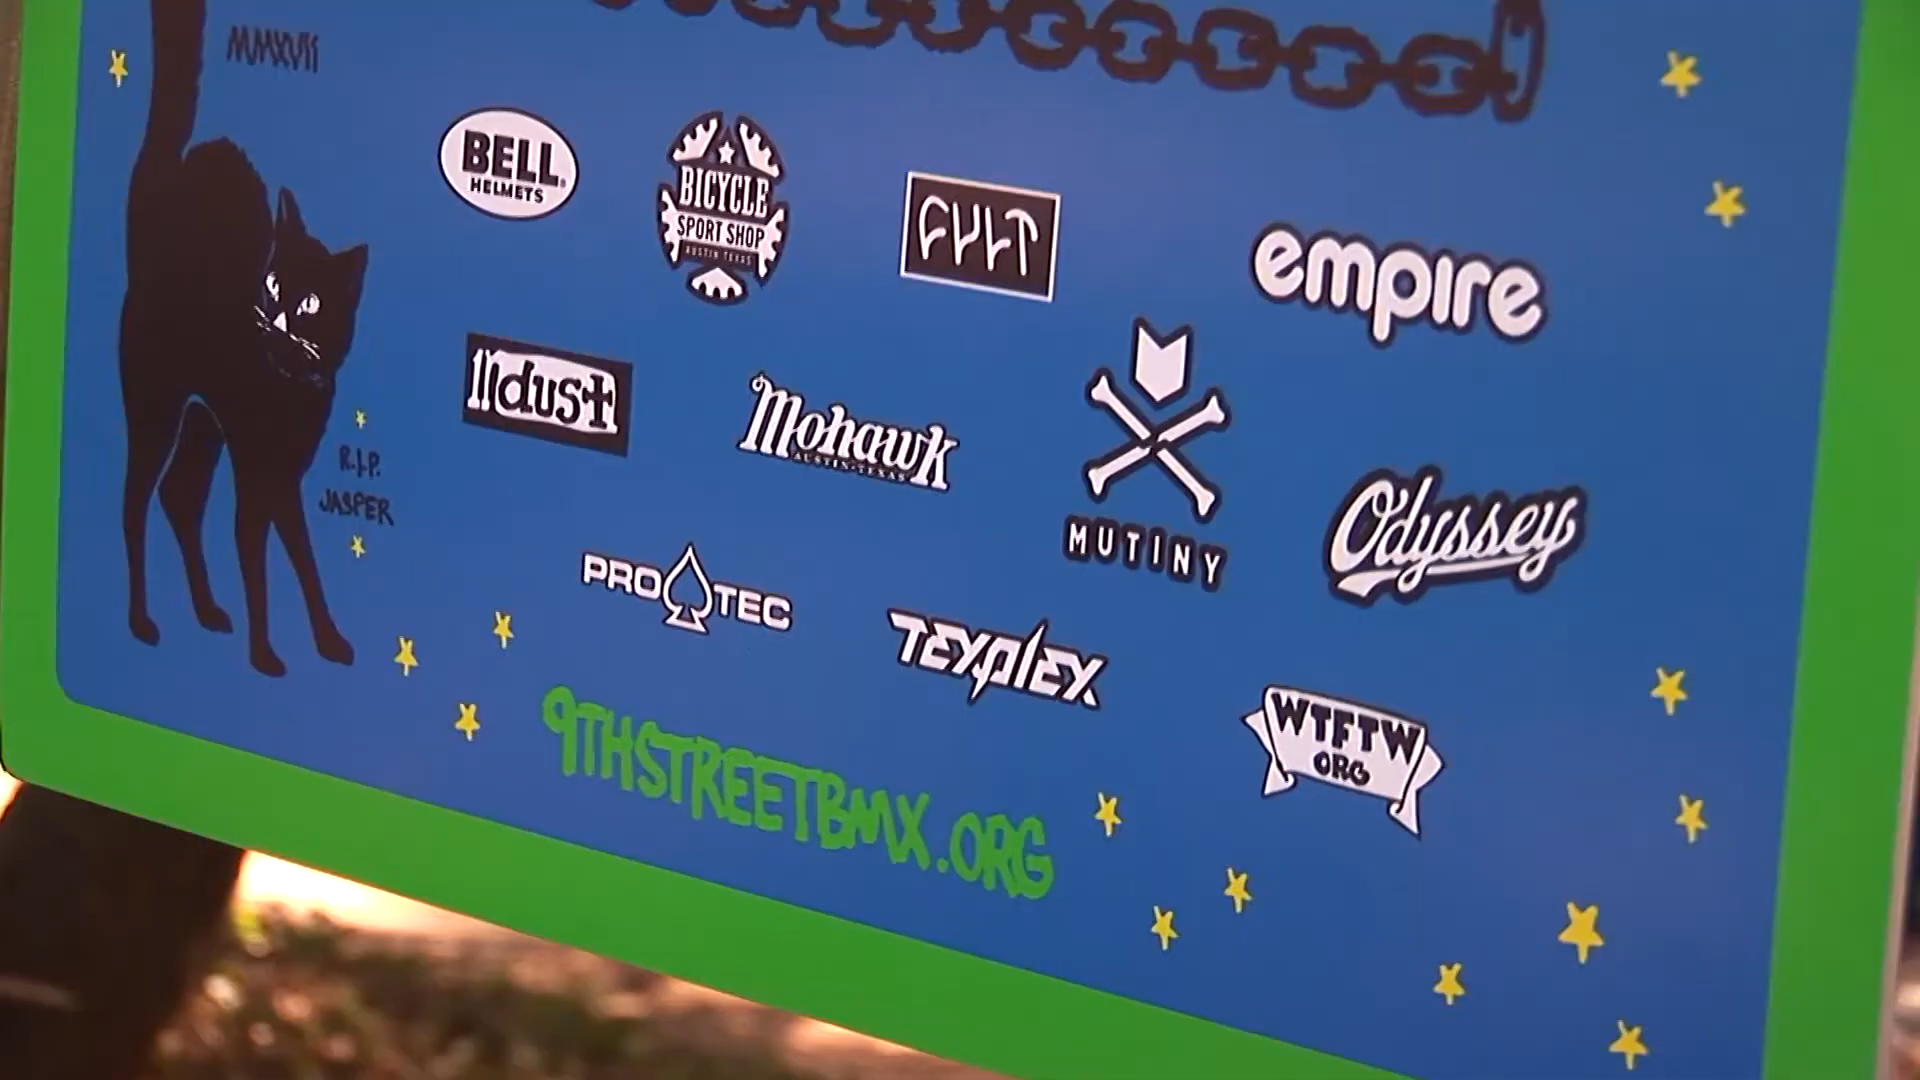 MMXVII
BELL
HELMETS
BICYCLE
SPORT SHOP
AUSTIN TEXAS
CULT
empire
Mohawk
AUSTIN-TEXAS
MUTINY
Odyssey
R.I.P.
JASPER
PRO TEC
TEXPLEX
WTFTW
ORG
9THSTREETBMX.ORG